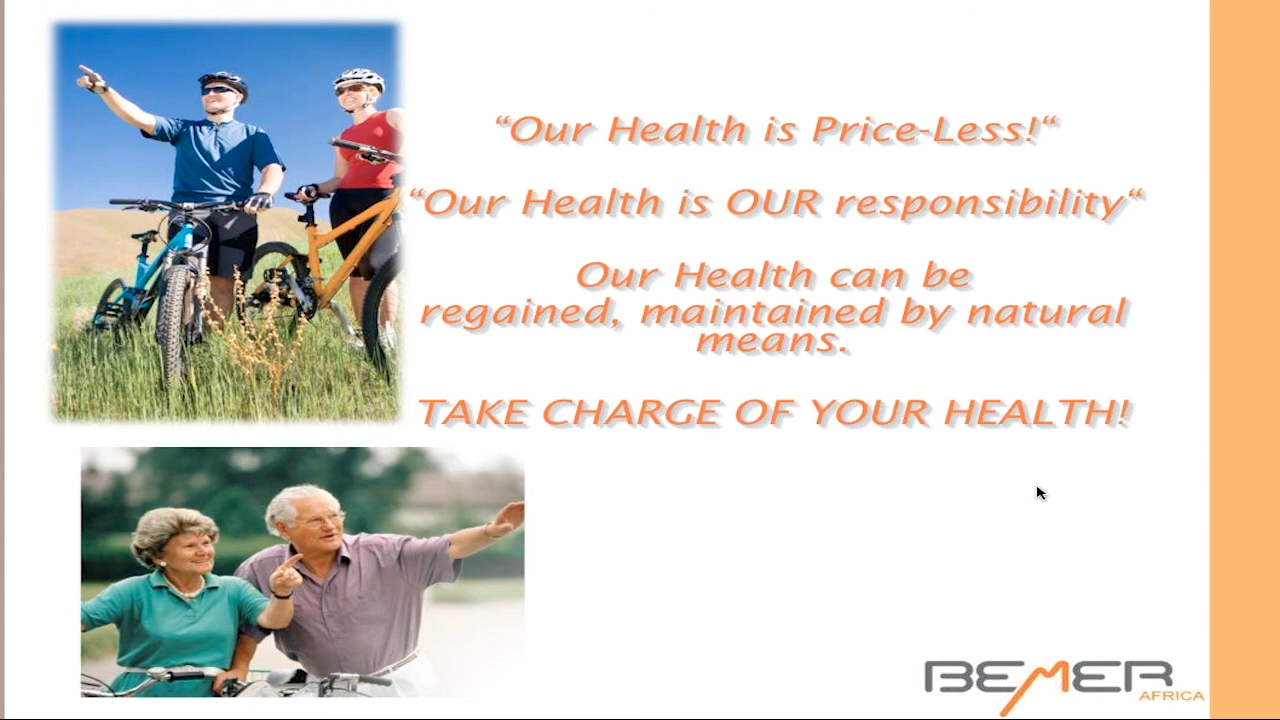 “Our Health is Price-Less!“
“Our Health is OUR responsibility“
Our Health can be
regained, maintained by natural
means.
TAKE CHARGE OF YOUR HEALTH!
BEMER
AFRICA